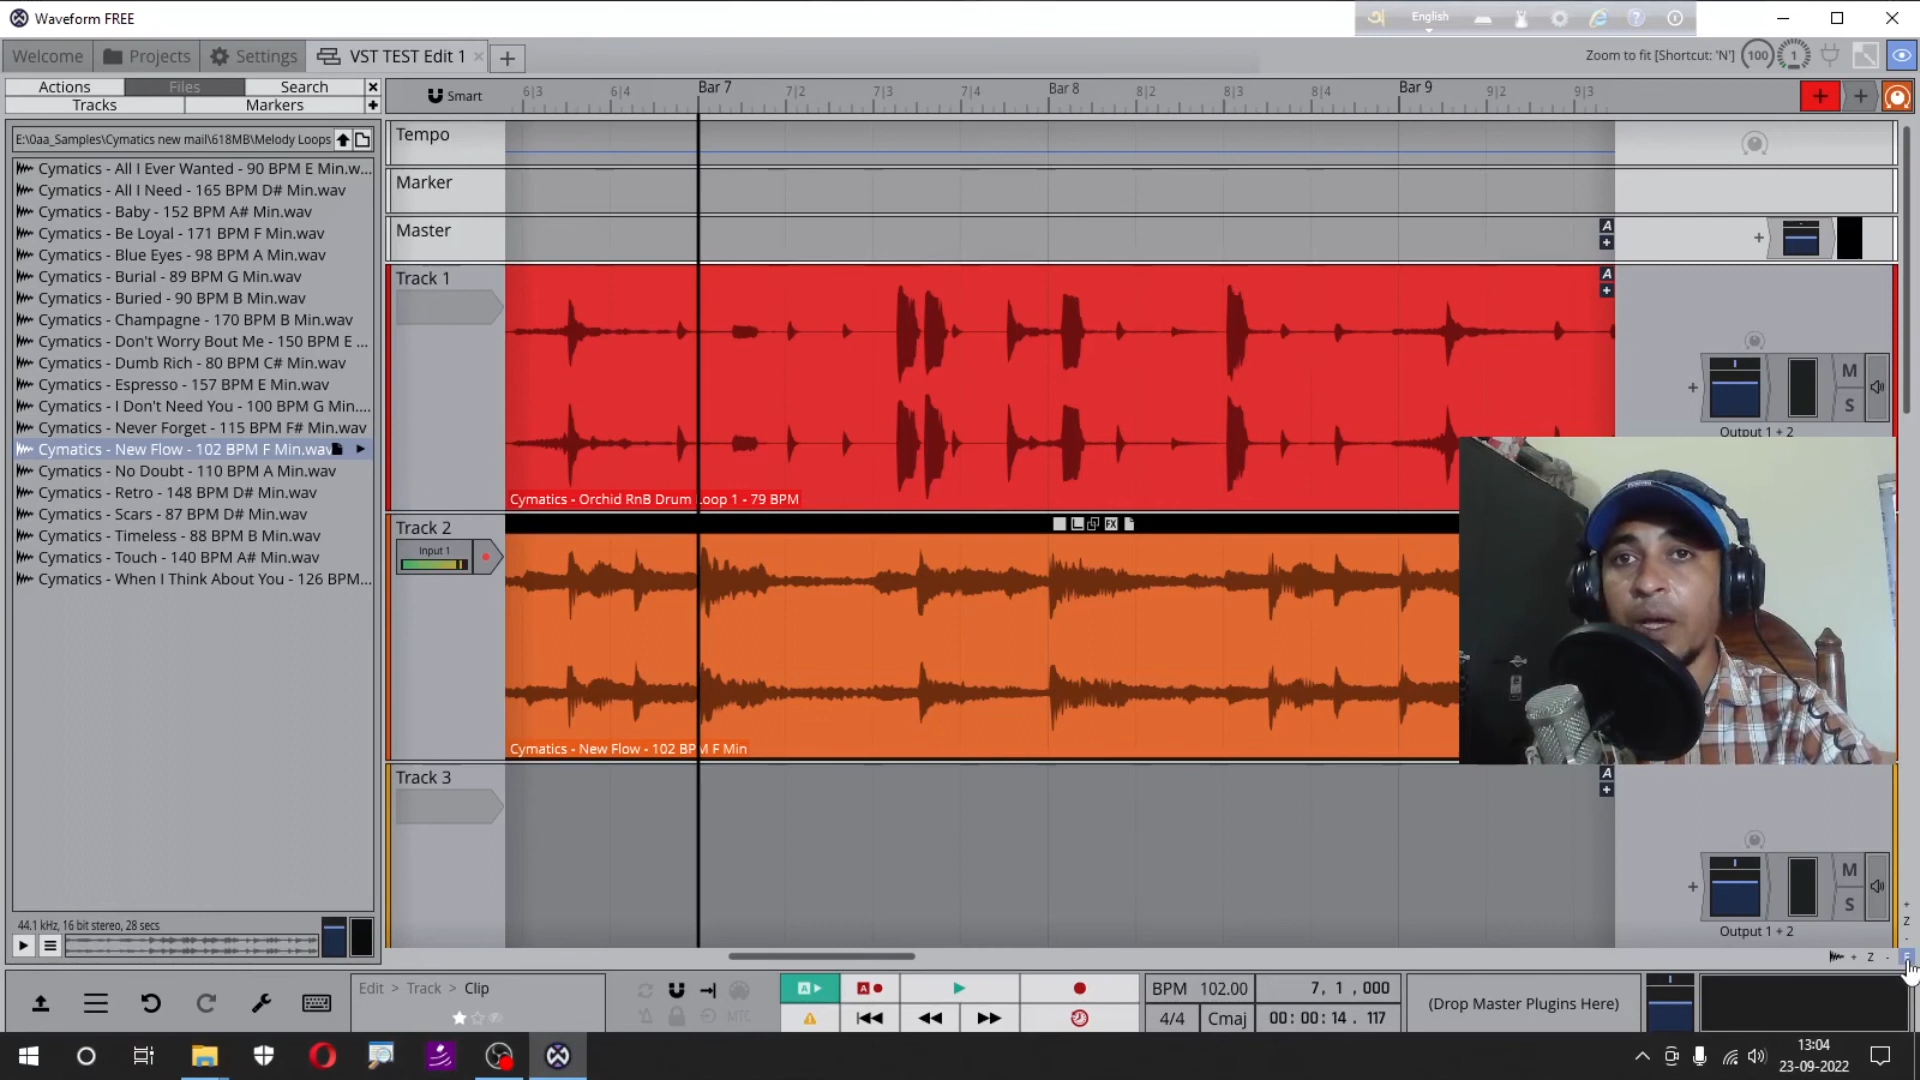 Waveform FREE
English
Welcome
Projects
Settings
VST TEST Edit 1
Zoom to fit [Shortcut: 'N']
100
1
Actions
Files
Search
Tracks
Markers
Smart
6|3
6|4
Bar 7
7|2
7|3
7|4
Bar 8
8|2
8|3
8|4
Bar 9
9|2
9|3
E:\0aa_Samples\Cymatics new mail\618MB\Melody Loops
Cymatics - All I Ever Wanted - 90 BPM E Min.w...
Cymatics - All I Need - 165 BPM D# Min.wav
Cymatics - Baby - 152 BPM A# Min.wav
Cymatics - Be Loyal - 171 BPM F Min.wav
Cymatics - Blue Eyes - 98 BPM A Min.wav
Cymatics - Burial - 89 BPM G Min.wav
Cymatics - Buried - 90 BPM B Min.wav
Cymatics - Champagne - 170 BPM B Min.wav
Cymatics - Don't Worry Bout Me - 150 BPM E ...
Cymatics - Dumb Rich - 80 BPM C# Min.wav
Cymatics - Espresso - 157 BPM E Min.wav
Cymatics - I Don't Need You - 100 BPM G Min....
Cymatics - Never Forget - 115 BPM F# Min.wav
Cymatics - New Flow - 102 BPM F Min.wav
Cymatics - No Doubt - 110 BPM A Min.wav
Cymatics - Retro - 148 BPM D# Min.wav
Cymatics - Scars - 87 BPM D# Min.wav
Cymatics - Timeless - 88 BPM B Min.wav
Cymatics - Touch - 140 BPM A# Min.wav
Cymatics - When I Think About You - 126 BPM...
44.1 kHz, 16 bit stereo, 28 secs
Tempo
Marker
Master
A
Track 1
A
M
S
Output 1 + 2
Cymatics - Orchid RnB Drum Loop 1 - 79 BPM
Track 2
FX
Input 1
Cymatics - New Flow - 102 BPM F Min
Track 3
A
M
S
Output 1 + 2
Z
Z
Edit > Track > Clip
MTC
A
A
BPM 102.00
7, 1, 000
4/4
Cmaj
00:00:14.117
(Drop Master Plugins Here)
13:04
23-09-2022